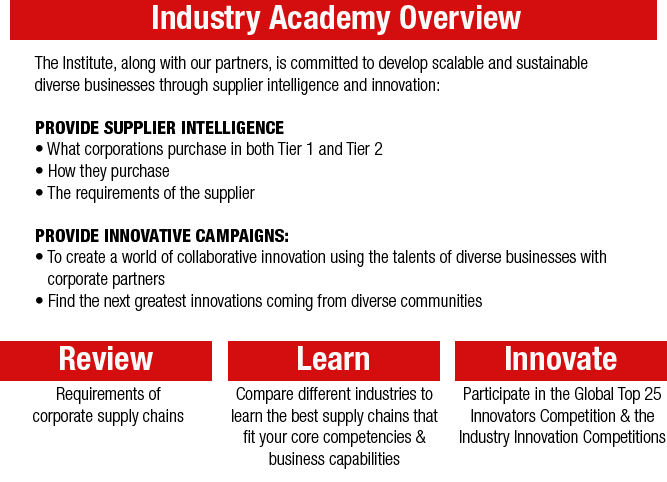 Industry Academy Overview
The Institute, along with our partners, is committed to develop scalable and sustainable
diverse businesses through supplier intelligence and innovation:
PROVIDE SUPPLIER INTELLIGENCE
• What corporations purchase in both Tier 1 and Tier 2
• How they purchase
• The requirements of the supplier
PROVIDE INNOVATIVE CAMPAIGNS:
• To create a world of collaborative innovation using the talents of diverse businesses with
corporate partners
• Find the next greatest innovations coming from diverse communities
Review
Requirements of
corporate supply chains
Learn
Compare different industries to
learn the best supply chains that
fit your core competencies &
business capabilities
Innovate
Participate in the Global Top 25
Innovators Competition & the
Industry Innovation Competitions